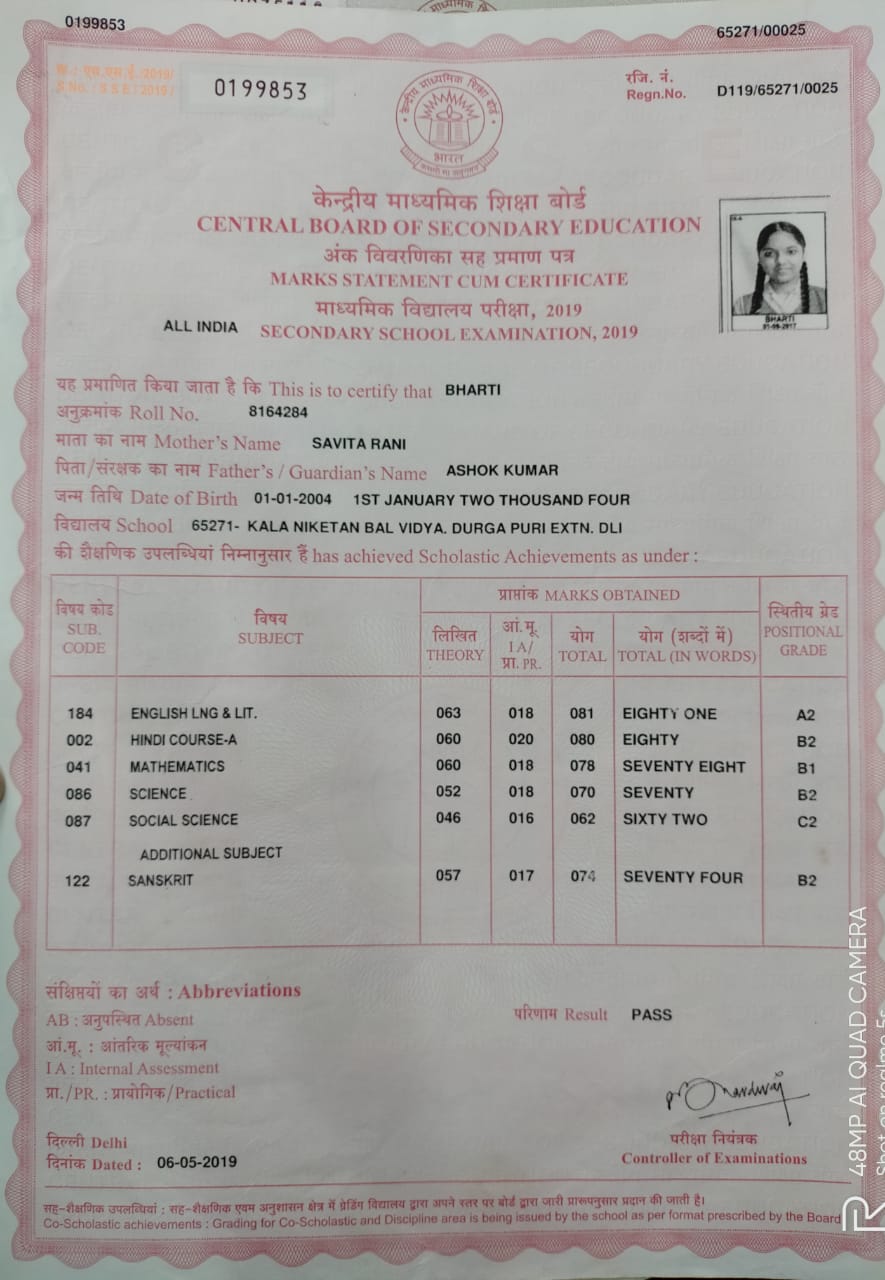 0199853
65271/00025
क्र.: एस.एस.ई./2019/
S.No. : S S E / 2019 /
0199853
रजि. नं.
Regn.No. D119/65271/0025
केन्द्रीय माध्यमिक शिक्षा बोर्ड
भारत
केन्द्रीय माध्यमिक शिक्षा बोर्ड
CENTRAL BOARD OF SECONDARY EDUCATION
अंक विवरणिका सह प्रमाण पत्र
MARKS STATEMENT CUM CERTIFICATE
माध्यमिक विद्यालय परीक्षा, 2019
ALL INDIA SECONDARY SCHOOL EXAMINATION, 2019
BHARTI
01-09-2017
यह प्रमाणित किया जाता है कि This is to certify that BHARTI
अनुक्रमांक Roll No. 8164284
माता का नाम Mother's Name SAVITA RANI
पिता/संरक्षक का नाम Father's / Guardian's Name ASHOK KUMAR
जन्म तिथि Date of Birth 01-01-2004 1ST JANUARY TWO THOUSAND FOUR
विद्यालय School 65271- KALA NIKETAN BAL VIDYA. DURGA PURI EXTN. DLI
की शैक्षणिक उपलब्धियां निम्नानुसार हैं has achieved Scholastic Achievements as under :
विषय कोड SUB. CODE
विषय SUBJECT
प्राप्तांक MARKS OBTAINED
लिखित THEORY
आं.मू. I A/ प्रा. PR.
योग TOTAL
योग (शब्दों में) TOTAL (IN WORDS)
स्थितीय ग्रेड POSITIONAL GRADE
184 ENGLISH LNG & LIT. 063 018 081 EIGHTY ONE A2
002 HINDI COURSE-A 060 020 080 EIGHTY B2
041 MATHEMATICS 060 018 078 SEVENTY EIGHT B1
086 SCIENCE 052 018 070 SEVENTY B2
087 SOCIAL SCIENCE 046 016 062 SIXTY TWO C2
ADDITIONAL SUBJECT
122 SANSKRIT 057 017 074 SEVENTY FOUR B2
संक्षिप्तियों का अर्थ : Abbreviations
AB : अनुपस्थित Absent
परिणाम Result PASS
आं.मू. : आंतरिक मूल्यांकन
I A : Internal Assessment
प्रा./PR. : प्रायोगिक/Practical
दिल्ली Delhi
दिनांक Dated : 06-05-2019
परीक्षा नियंत्रक
Controller of Examinations
सह-शैक्षणिक उपलब्धियां : सह-शैक्षणिक एवम अनुशासन क्षेत्र में ग्रेडिंग विद्यालय द्वारा अपने स्तर पर बोर्ड द्वारा जारी प्रारूपनुसार प्रदान की जाती है।
Co-Scholastic achievements : Grading for Co-Scholastic and Discipline area is being issued by the school as per format prescribed by the Board
48MP AI QUAD CAMERA
Shot on realme 5s